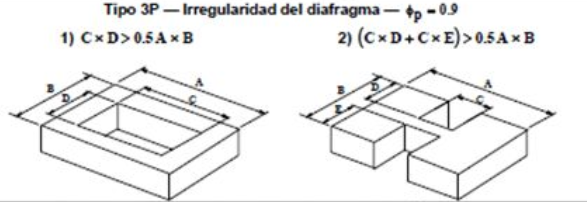 Tipo 3P — Irregularidad del diafragma — ϕp = 0.9
1) C × D > 0.5 A × B
2) (C × D + C × E) > 0.5 A × B
A
B
D
C
A
B
D
C
E